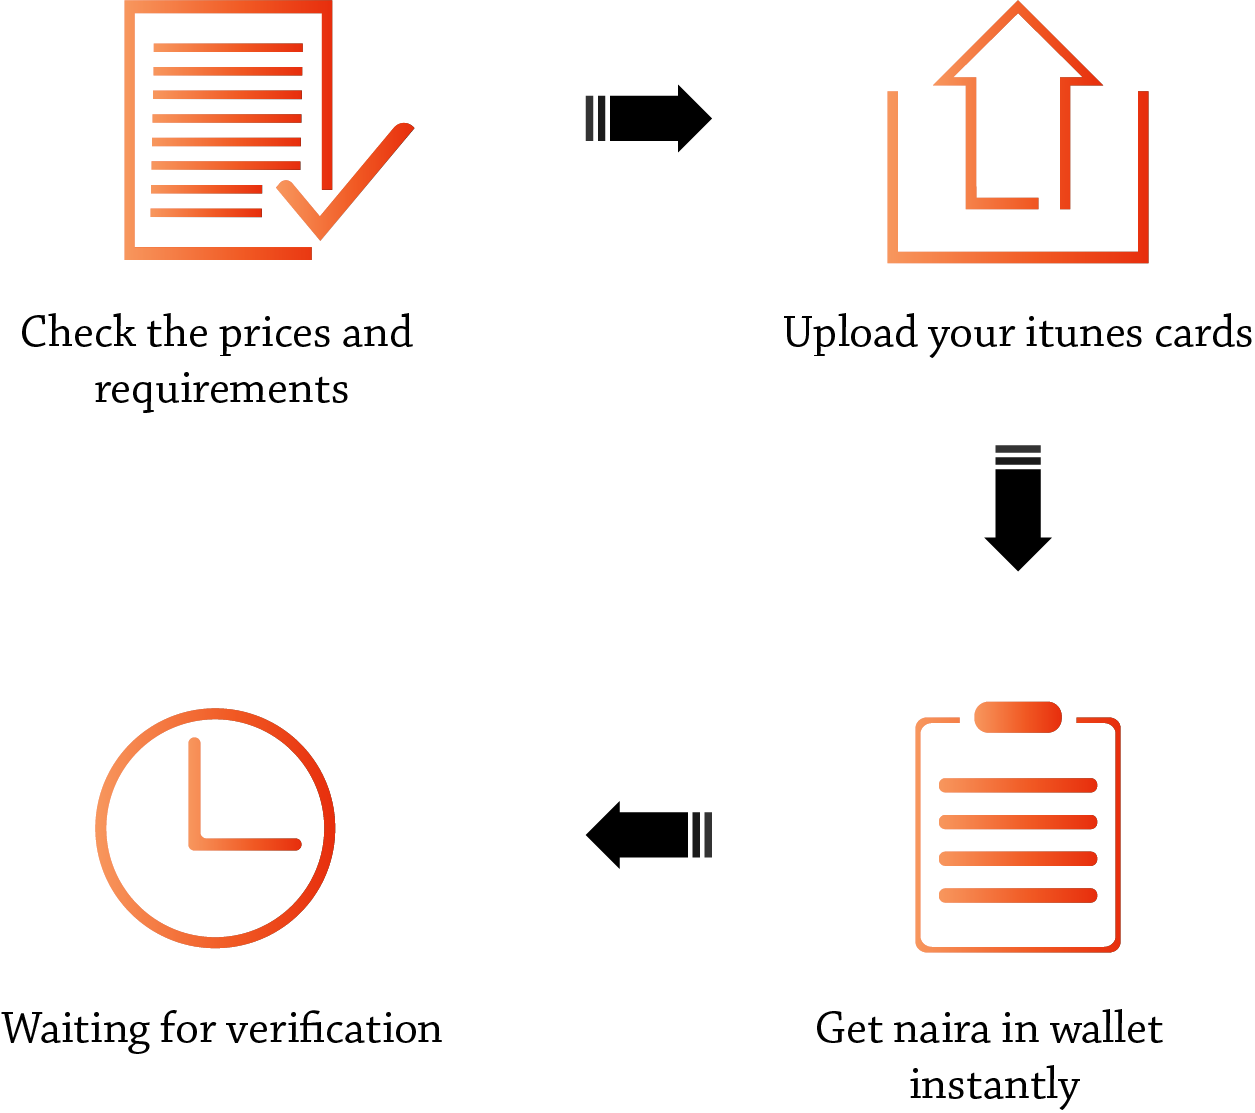 Check the prices and
requirements
Upload your itunes cards
Waiting for verification
Get naira in wallet
instantly